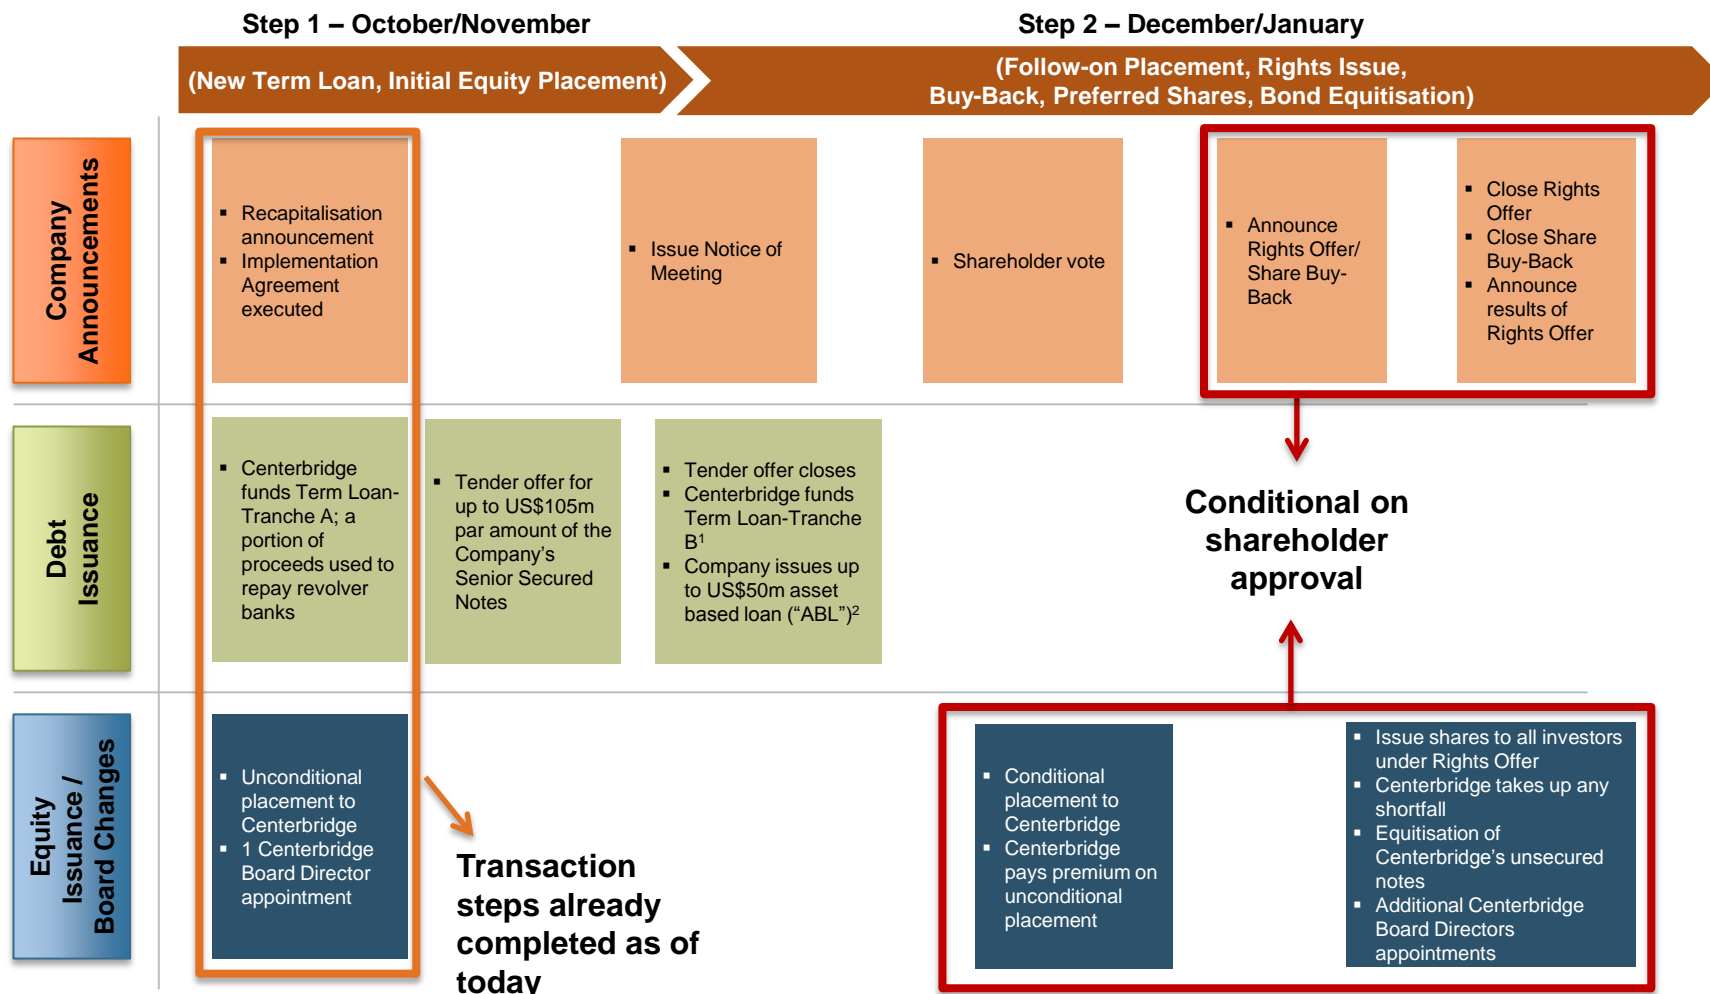 Step 1 – October/November
Step 2 – December/January
(New Term Loan, Initial Equity Placement)
(Follow-on Placement, Rights Issue,
Buy-Back, Preferred Shares, Bond Equitisation)
Company
Announcements
▪ Recapitalisation
announcement
▪ Implementation
Agreement
executed
▪ Issue Notice of
Meeting
▪ Shareholder vote
▪ Announce
Rights Offer/
Share Buy-
Back
▪ Close Rights
Offer
▪ Close Share
Buy-Back
▪ Announce
results of
Rights Offer
Debt
Issuance
▪ Centerbridge
funds Term Loan-
Tranche A; a
portion of
proceeds used to
repay revolver
banks
▪ Tender offer for
up to US$105m
par amount of the
Company’s
Senior Secured
Notes
▪ Tender offer closes
▪ Centerbridge funds
Term Loan-Tranche
B¹
▪ Company issues up
to US$50m asset
based loan (“ABL”)²
Conditional on
shareholder
approval
Equity
Issuance /
Board Changes
▪ Unconditional
placement to
Centerbridge
▪ 1 Centerbridge
Board Director
appointment
Transaction
steps already
completed as of
today
▪ Conditional
placement to
Centerbridge
▪ Centerbridge
pays premium on
unconditional
placement
▪ Issue shares to all investors
under Rights Offer
▪ Centerbridge takes up any
shortfall
▪ Equitisation of
Centerbridge’s unsecured
notes
▪ Additional Centerbridge
Board Directors
appointments